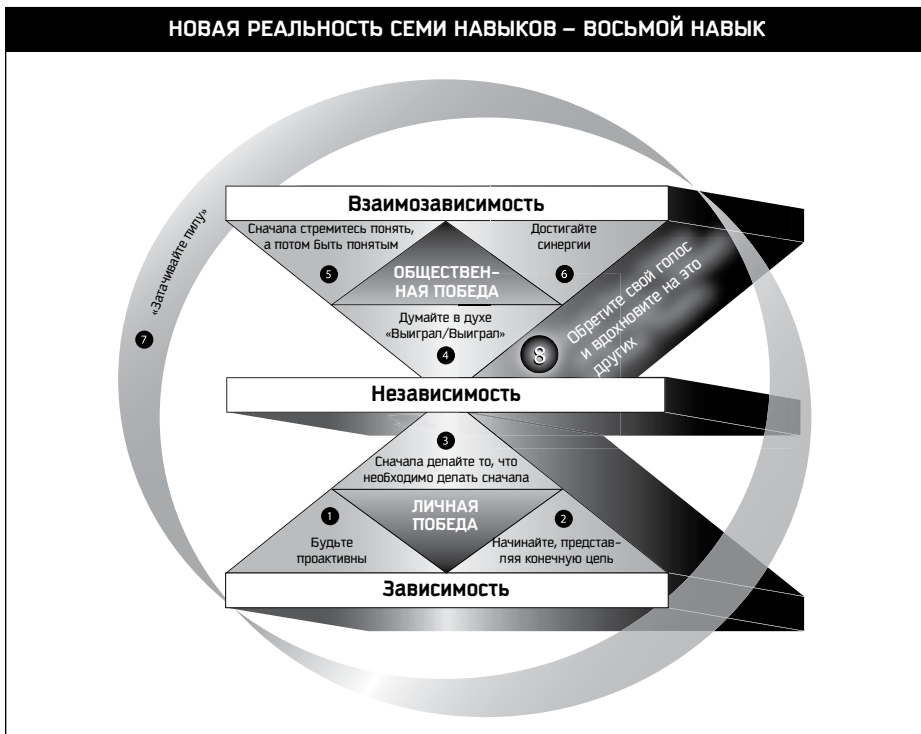 НОВАЯ РЕАЛЬНОСТЬ СЕМИ НАВЫКОВ – ВОСЬМОЙ НАВЫК
Взаимозависимость
Сначала стремитесь понять,
а потом быть понятым
5
Достигайте
синергии
6
ОБЩЕСТВЕН-
НАЯ ПОБЕДА
Думайте в духе
«Выиграл/Выиграл»
4
«Затачивайте пилу»
7
8
Обретите свой голос
и вдохновите на это
других
Независимость
3
Сначала делайте то, что
необходимо делать сначала
ЛИЧНАЯ
ПОБЕДА
1
Будьте
проактивны
2
Начинайте, представ-
ляя конечную цель
Зависимость